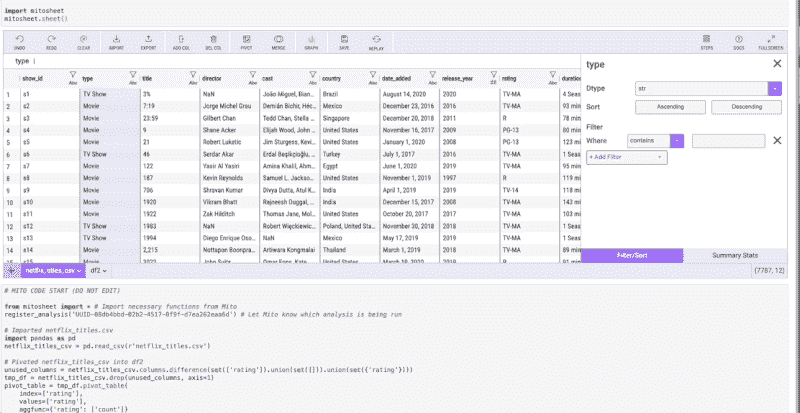 import mitosheet
mitosheet.sheet()
UNDO REDO CLEAR IMPORT EXPORT ADD COL DEL COL PIVOT MERGE GRAPH SAVE REPLAY STEPS DOCS FULLSCREEN
type
show_id Abc type Abc title Abc director Abc cast Abc country Abc date_added Abc release_year rating Abc duration
1 s1 TV Show 3% NaN João Miguel, Bian... Brazil August 14, 2020 2020 TV-MA 4 Seas
2 s2 Movie 7:19 Jorge Michel Grau Demián Bichir, Héc... Mexico December 23, 2016 2016 TV-MA 93 min
3 s3 Movie 23:59 Gilbert Chan Tedd Chan, Stella ... Singapore December 20, 2018 2011 R 78 min
4 s4 Movie 9 Shane Acker Elijah Wood, John ... United States November 16, 2017 2009 PG-13 80 min
5 s5 Movie 21 Robert Luketic Jim Sturgess, Kevi... United States January 1, 2020 2008 PG-13 123 m
6 s6 TV Show 46 Serdar Akar Erdal Beşikçioğlu, ... Turkey July 1, 2017 2016 TV-MA 1 Seas
7 s7 Movie 122 Yasir Al Yasiri Amina Khalil, Ahm... Egypt June 1, 2020 2019 TV-MA 95 min
8 s8 Movie 187 Kevin Reynolds Samuel L. Jackso... United States November 1, 2019 1997 R 119 m
9 s9 Movie 706 Shravan Kumar Divya Dutta, Atul K... India April 1, 2019 2019 TV-14 118 m
10 s10 Movie 1920 Vikram Bhatt Rajneesh Duggal, ... India December 15, 2017 2008 TV-MA 143 m
11 s11 Movie 1922 Zak Hilditch Thomas Jane, Mol... United States October 20, 2017 2017 TV-MA 103 m
12 s12 TV Show 1983 NaN Robert Więckiewic... Poland, United Sta... November 30, 2018 2018 TV-MA 1 Seas
13 s13 TV Show 1994 Diego Enrique Oso... NaN Mexico May 17, 2019 2019 TV-MA 1 Seas
14 s14 Movie 2,215 Nottapon Boonpra... Artiwara Kongmalai Thailand March 1, 2019 2018 TV-MA 89 min
type
Dtype str
Sort Ascending Descending
Filter
Where contains
+ Add Filter
Filter/Sort Summary Stats
+ netflix_titles_csv df2 (7787, 12)
# MITO CODE START (DO NOT EDIT)
from mitosheet import * # Import necessary functions from Mito
register_analysis('UUID-08db4bbd-02b2-4517-8f9f-d7ea262eaa6d') # Let Mito know which analysis is being run
# Imported netflix_titles.csv
import pandas as pd
netflix_titles_csv = pd.read_csv(r'netflix_titles.csv')
# Pivoted netflix_titles_csv into df2
unused_columns = netflix_titles_csv.columns.difference(set(['rating']).union(set([])).union(set({'rating'})))
tmp_df = netflix_titles_csv.drop(unused_columns, axis=1)
pivot_table = tmp_df.pivot_table(
index=['rating'],
values=['rating'],
aggfunc={'rating': ['count']}